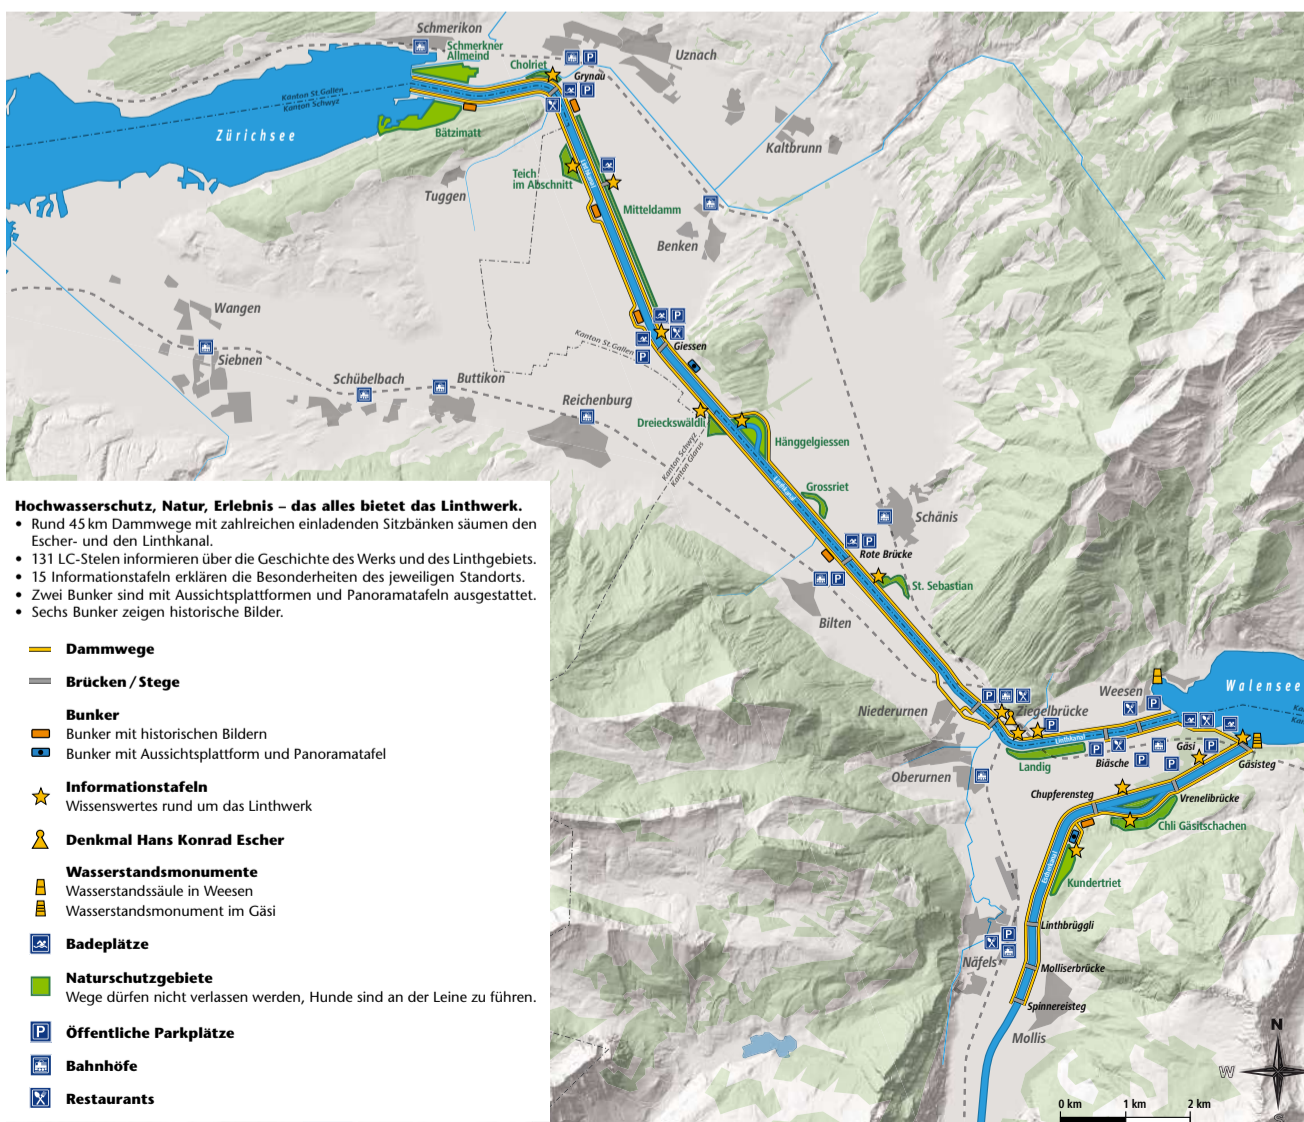 Schmerikon
Schmerkner
Allmeind
Uznach
Cholriet
Grynau
Kanton St.Gallen
Kanton Schwyz
Zürichsee
Bätzimatt
Kaltbrunn
Teich
im Abschnitt
Linthkanal
Tuggen
Mitteldamm
Benken
Wangen
Siebnen
Kanton St.Gallen
Giessen
Schübelbach
Buttikon
Reichenburg
Dreieckswäldli
Hänggelgiessen
Kanton Schwyz
Kanton Glarus
Linthkanal
Grossriet
Schänis
Rote Brücke
St. Sebastian
Bilten
Hochwasserschutz, Natur, Erlebnis – das alles bietet das Linthwerk.
• Rund 45 km Dammwege mit zahlreichen einladenden Sitzbänken säumen den
Escher- und den Linthkanal.
• 131 LC-Stelen informieren über die Geschichte des Werks und des Linthgebiets.
• 15 Informationstafeln erklären die Besonderheiten des jeweiligen Standorts.
• Zwei Bunker sind mit Aussichtsplattformen und Panoramatafeln ausgestattet.
• Sechs Bunker zeigen historische Bilder.
Dammwege
Brücken / Stege
Bunker
Bunker mit historischen Bildern
Bunker mit Aussichtsplattform und Panoramatafel
Informationstafeln
Wissenswertes rund um das Linthwerk
Denkmal Hans Konrad Escher
Wasserstandsmonumente
Wasserstandssäule in Weesen
Wasserstandsmonument im Gäsi
Badeplätze
Naturschutzgebiete
Wege dürfen nicht verlassen werden, Hunde sind an der Leine zu führen.
P Öffentliche Parkplätze
Bahnhöfe
Restaurants
Weesen
Walensee
Niederurnen
Ziegelbrücke
Linthkanal
Gäsi
Biäsche
Landig
Gäsisteg
Oberurnen
Chupferensteg
Vrenelibrücke
Chli Gäsitschachen
Escherkanal
Kundertriet
Linthbrüggli
Näfels
Molliserbrücke
Spinnereisteg
Mollis
N
W
S
0 km 1 km 2 km